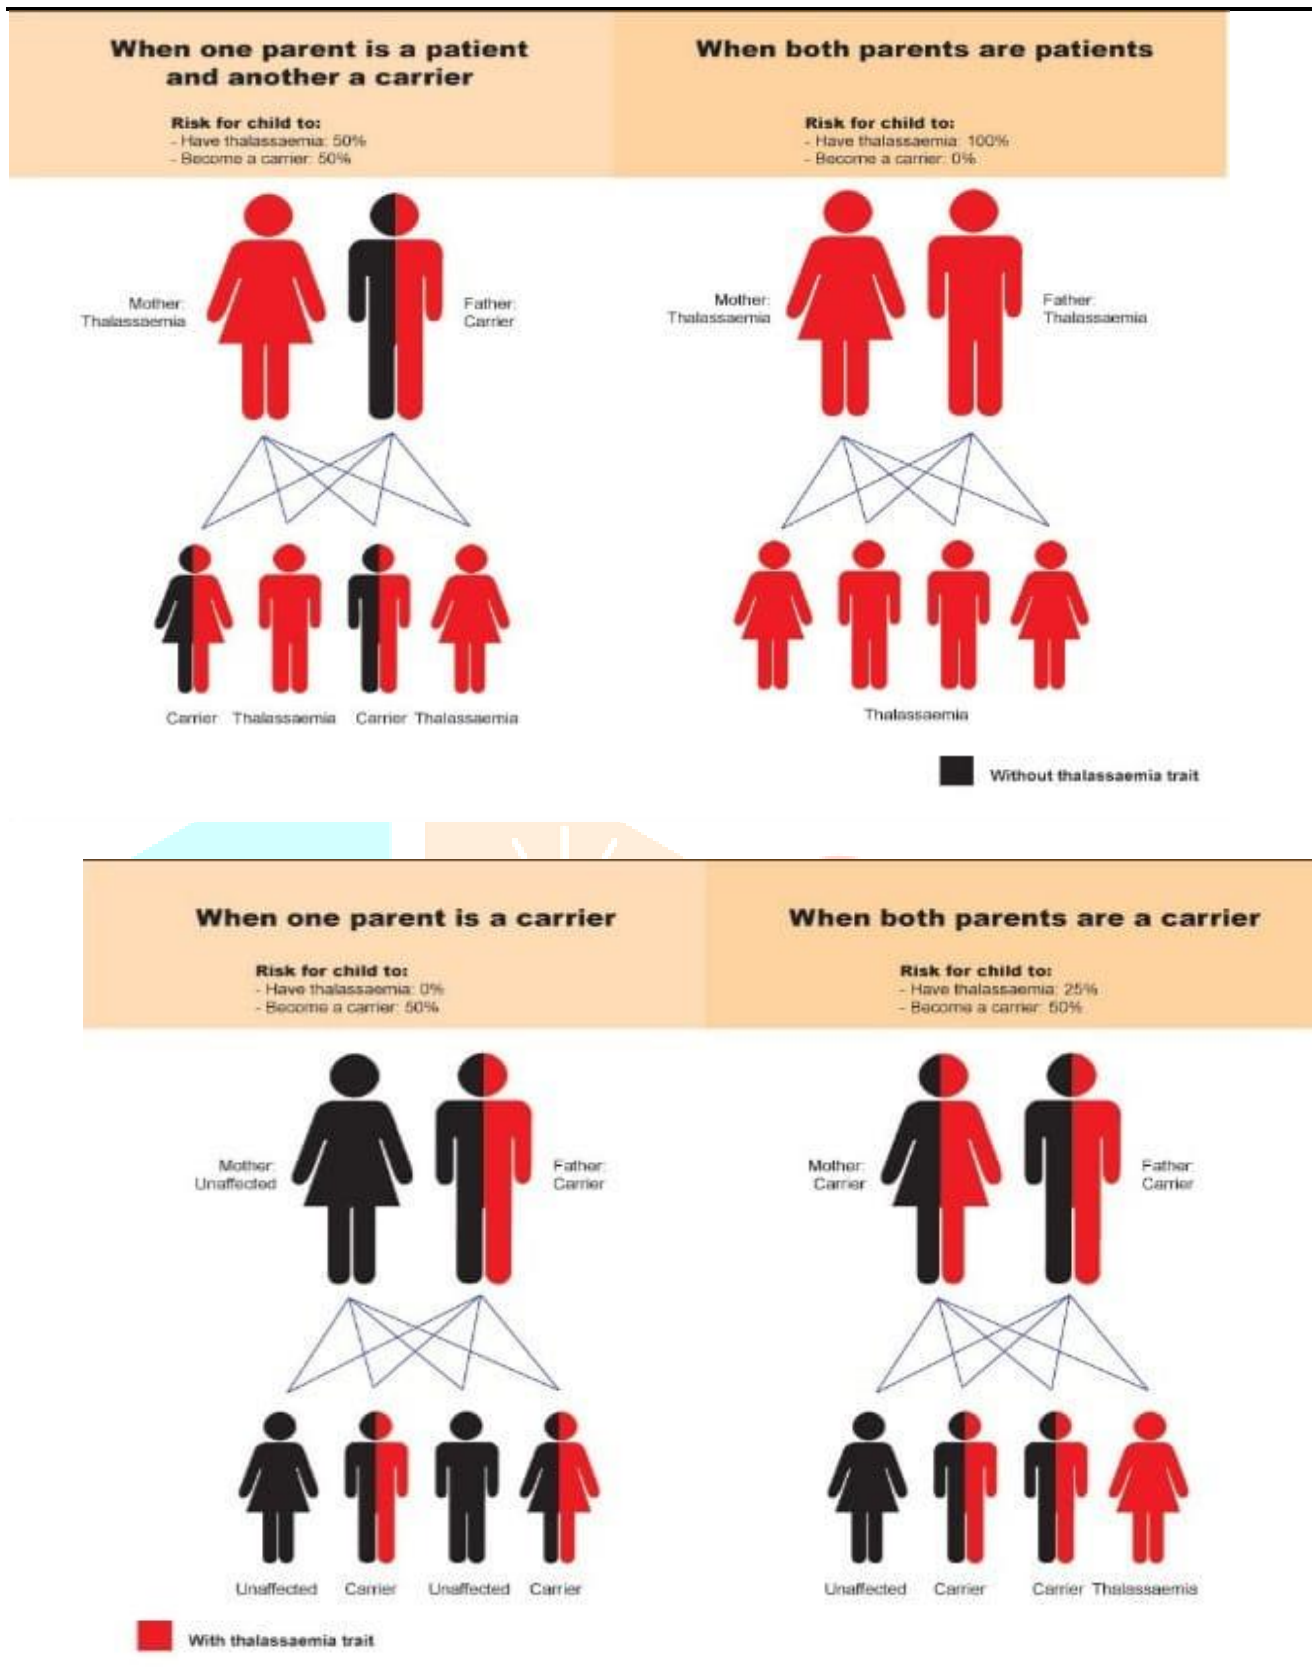 When one parent is a patient
and another a carrier
Risk for child to:
- Have thalassaemia: 50%
- Become a carrier: 50%
Mother:
Thalassaemia
Father:
Carrier
Carrier Thalassaemia Carrier Thalassaemia
When both parents are patients
Risk for child to:
- Have thalassaemia: 100%
- Become a carrier: 0%
Mother:
Thalassaemia
Father:
Thalassaemia
Thalassaemia
Without thalassaemia trait
When one parent is a carrier
Risk for child to:
- Have thalassaemia: 0%
- Become a carrier: 50%
Mother:
Unaffected
Father:
Carrier
Unaffected Carrier Unaffected Carrier
With thalassaemia trait
When both parents are a carrier
Risk for child to:
- Have thalassaemia: 25%
- Become a carrier: 50%
Mother:
Carrier
Father:
Carrier
Unaffected Carrier Carrier Thalassaemia